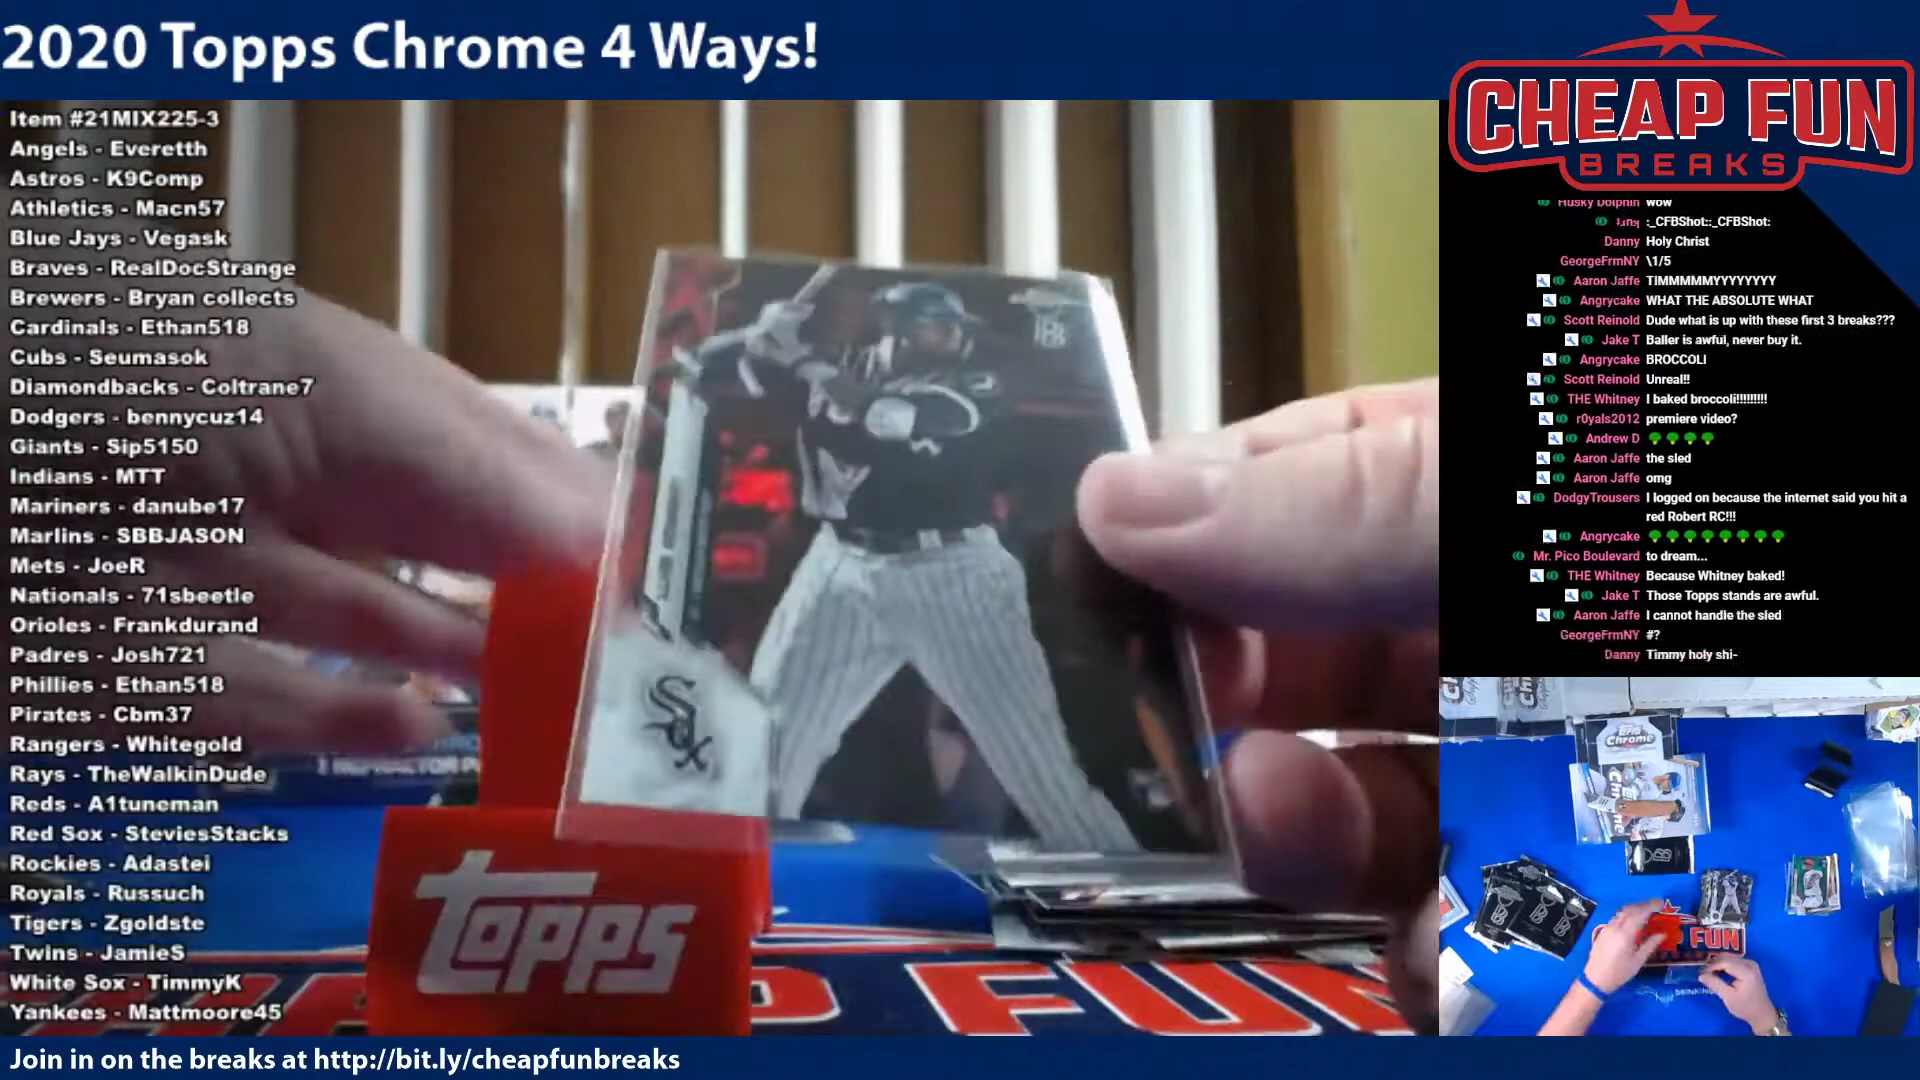 2020 Topps Chrome 4 Ways!
CHEAP FUN
BREAKS
Item #21MIX225-3
Angels - Everetth
Astros - K9Comp
Athletics - Macn57
Blue Jays - Vegask
Braves - RealDocStrange
Brewers - Bryan collects
Cardinals - Ethan518
Cubs - Seumasok
Diamondbacks - Coltrane7
Dodgers - bennycuz14
Giants - Sip5150
Indians - MTT
Mariners - danube17
Marlins - SBBJASON
Mets - JoeR
Nationals - 71sbeetle
Orioles - Frankdurand
Padres - Josh721
Phillies - Ethan518
Pirates - Cbm37
Rangers - Whitegold
Rays - TheWalkinDude
Reds - A1tuneman
Red Sox - SteviesStacks
Rockies - Adastei
Royals - Russuch
Tigers - Zgoldste
Twins - JamieS
White Sox - TimmyK
Yankees - Mattmoore45
Sox
TOPPS
FUN
Husky Dolphin wow
:_CFBShot::_CFBShot:
Danny Holy Christ
GeorgeFrmNY \1/5
Aaron Jaffe TIMMMMMYYYYYYYY
Angrycake WHAT THE ABSOLUTE WHAT
Scott Reinold Dude what is up with these first 3 breaks???
Jake T Baller is awful, never buy it.
Angrycake BROCCOLI
Scott Reinold Unreal!!
THE Whitney I baked broccoli!!!!!!!!!
r0yals2012 premiere video?
Andrew D 🥦🥦🥦🥦
Aaron Jaffe the sled
Aaron Jaffe omg
DodgyTrousers I logged on because the internet said you hit a
red Robert RC!!!
Angrycake 🥦🥦🥦🥦🥦🥦🥦🥦
Mr. Pico Boulevard to dream...
THE Whitney Because Whitney baked!
Jake T Those Topps stands are awful.
Aaron Jaffe I cannot handle the sled
GeorgeFrmNY #?
Danny Timmy holy shi-
Chrome
FUN
Join in on the breaks at http://bit.ly/cheapfunbreaks